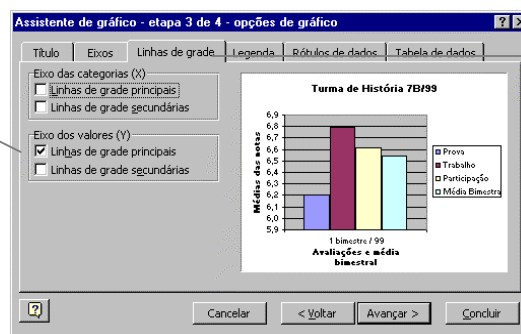 Assistente de gráfico - etapa 3 de 4 - opções de gráfico
Título Eixos Linhas de grade Legenda Rótulos de dados Tabela de dados
Eixo das categorias (X)
Linhas de grade principais
Linhas de grade secundárias
Eixo dos valores (Y)
Linhas de grade principais
Linhas de grade secundárias
Turma de História 7B/99
Médias das notas
6,9
6,8
6,7
6,6
6,5
6,4
6,3
6,2
6,1
6,0
5,9
1 bimestre / 99
Avaliações e média
bimestral
Prova
Trabalho
Participação
Média Bimestra
Cancelar < Voltar Avançar > Concluir